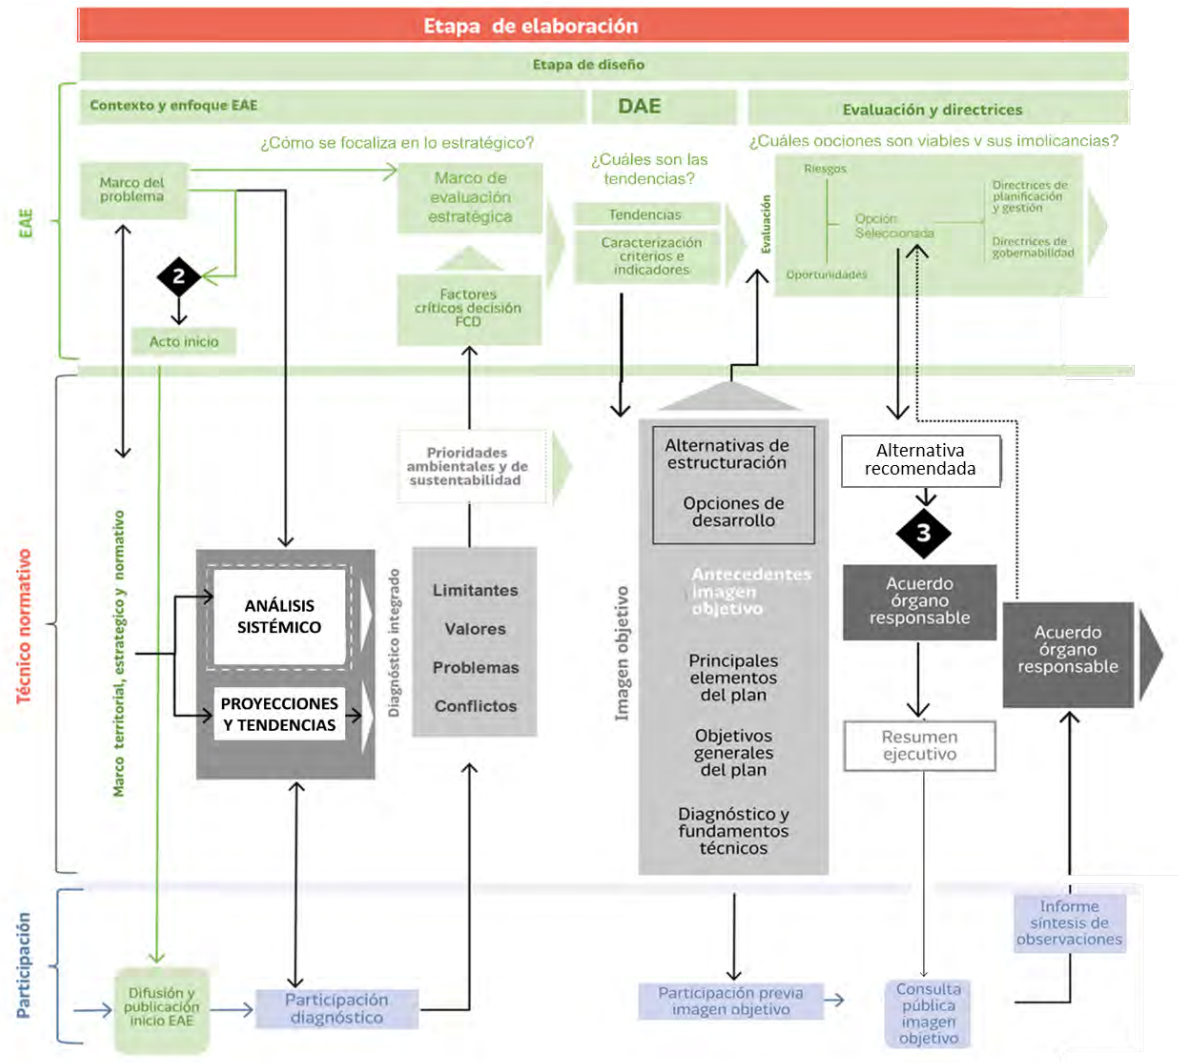 Etapa de elaboración
Etapa de diseño
Contexto y enfoque EAE
DAE
Evaluación y directrices
EAE
¿Cómo se focaliza en lo estratégico?
¿Cuáles son las
tendencias?
¿Cuáles opciones son viables y sus implicancias?
Marco del
problema
Marco de
evaluación
estratégica
2
Acto inicio
Factores
críticos decisión
FCD
Tendencias
Caracterización
criterios e
indicadores
Evaluación
Riesgos
Opción
Seleccionada
Oportunidades
Directrices de
planificación
y gestión
Directrices de
gobernabilidad
Técnico normativo
Marco territorial, estrategico y normativo
ANÁLISIS
SISTÉMICO
PROYECCIONES
Y TENDENCIAS
Prioridades
ambientales y de
sustentabilidad
Diagnóstico integrado
Limitantes
Valores
Problemas
Conflictos
Imagen objetivo
Alternativas de
estructuración
Opciones de
desarrollo
Antecedentes
imagen
objetivo
Principales
elementos
del plan
Objetivos
generales
del plan
Diagnóstico y
fundamentos
técnicos
Alternativa
recomendada
3
Acuerdo
órgano
responsable
Resumen
ejecutivo
Acuerdo
órgano
responsable
Participación
Difusión y
publicación
inicio EAE
Participación
diagnóstico
Participación previa
imagen objetivo
Consulta
pública
imagen
objetivo
Informe
síntesis de
observaciones